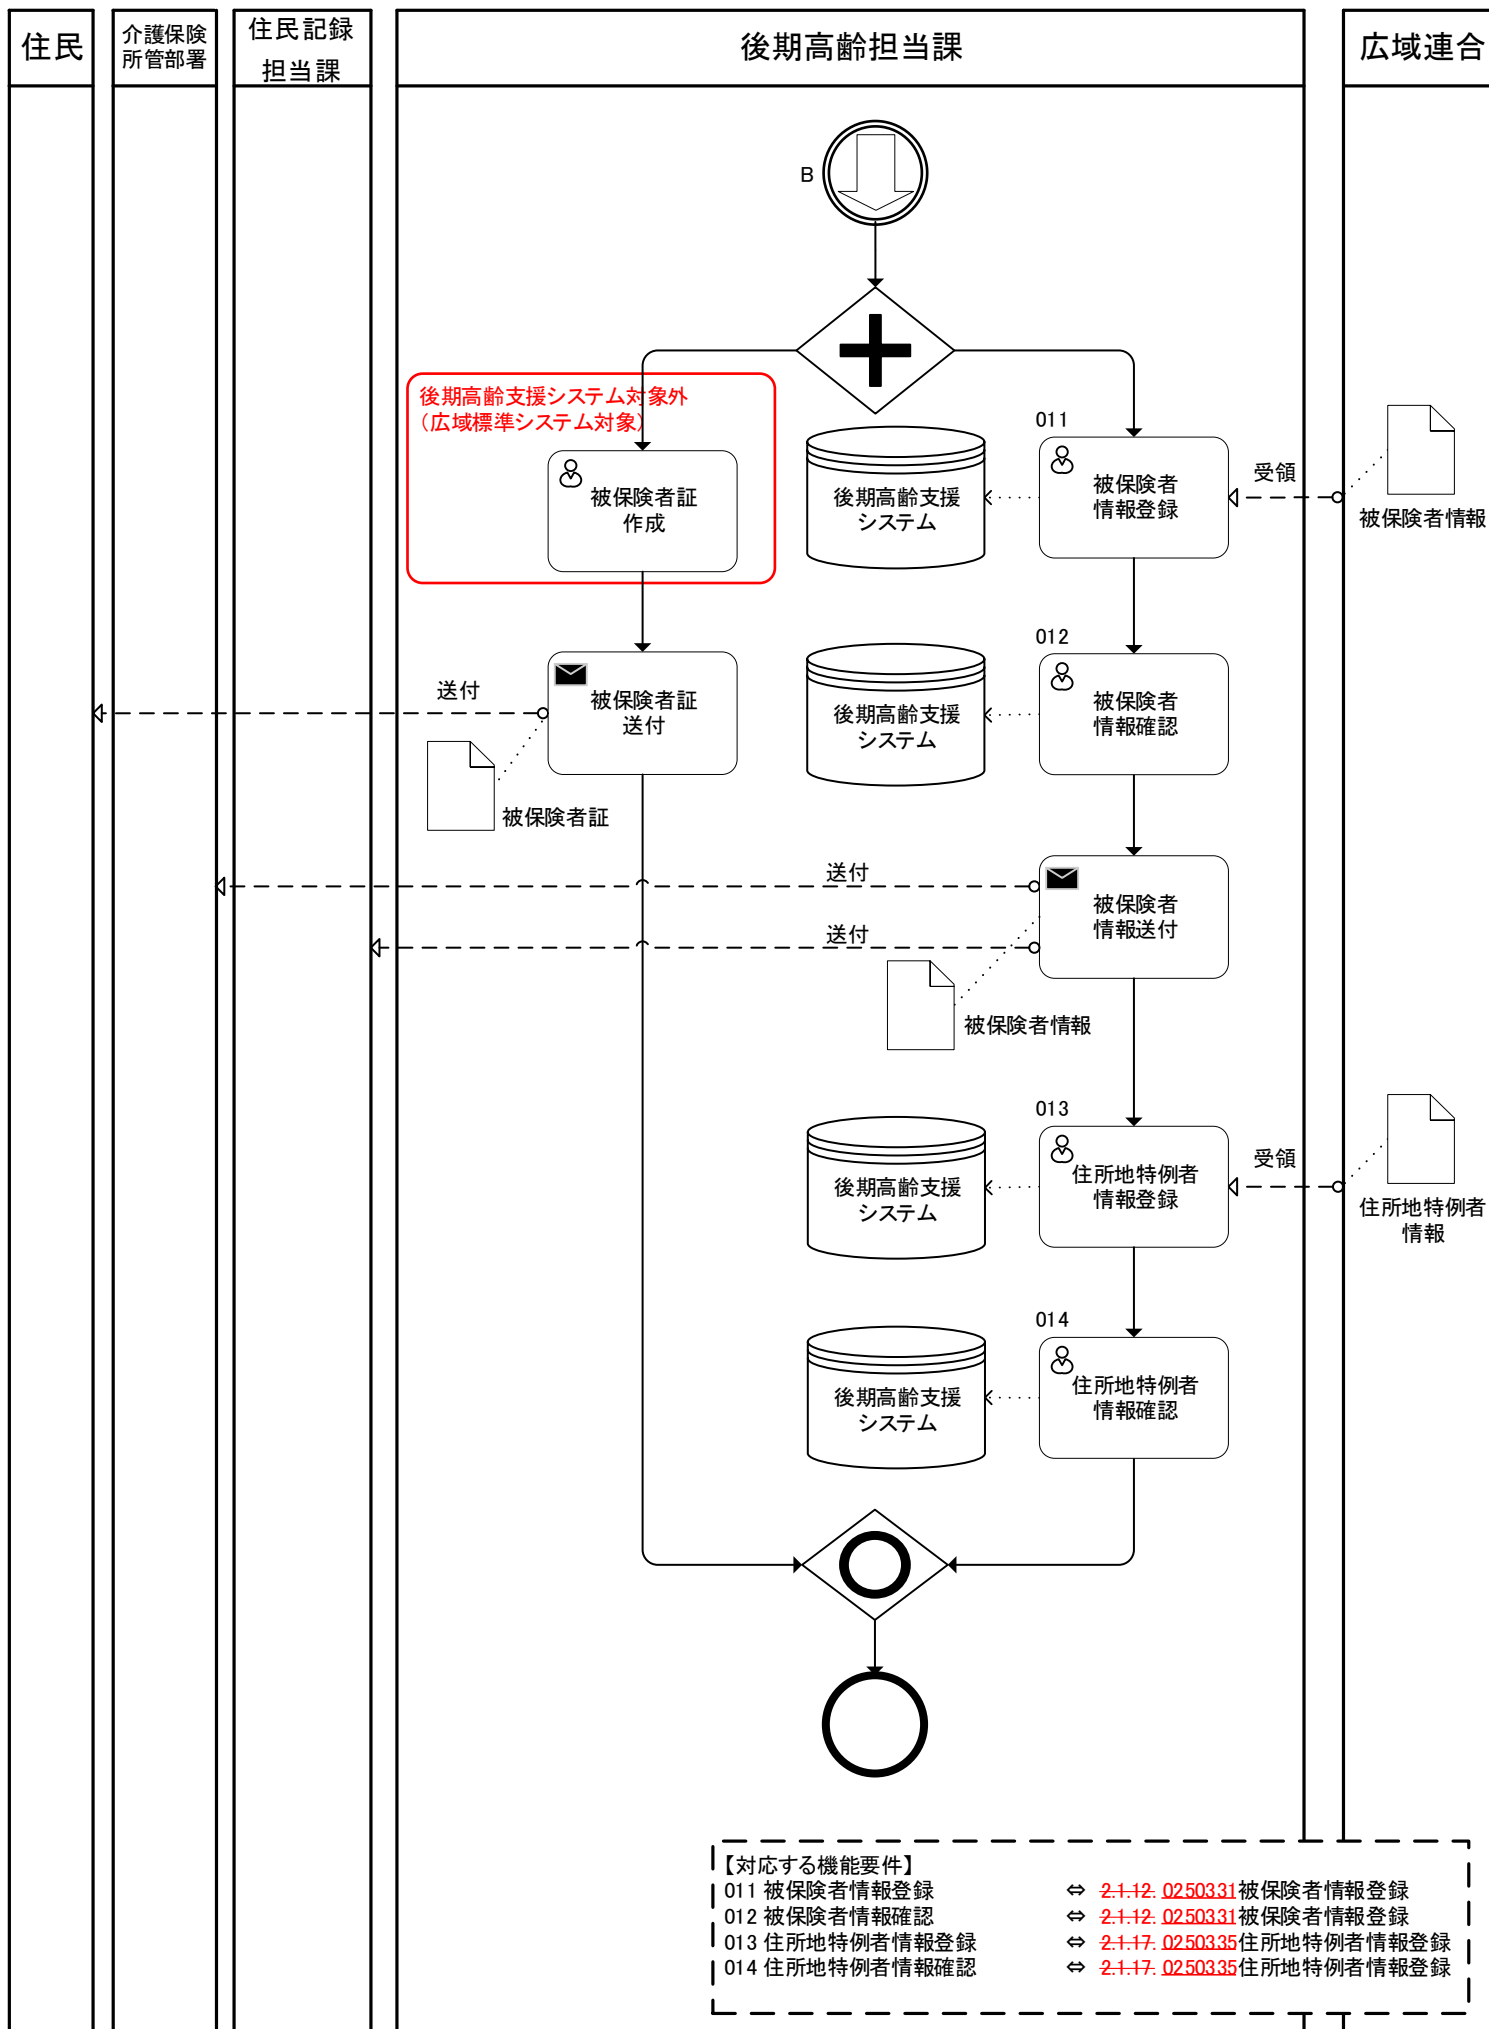 住民
介護保険
所管部署
住民記録
担当課
後期高齢担当課
広域連合
B
後期高齢支援システム対象外
（広域標準システム対象）
被保険者証
作成
後期高齢支援
システム
011
被保険者
情報登録
受領
被保険者情報
送付
被保険者証
送付
被保険者証
後期高齢支援
システム
012
被保険者
情報確認
送付
送付
被保険者
情報送付
被保険者情報
後期高齢支援
システム
013
住所地特例者
情報登録
受領
住所地特例者
情報
後期高齢支援
システム
014
住所地特例者
情報確認
【対応する機能要件】
011 被保険者情報登録 ⇔ 2.1.12. 0250331被保険者情報登録
012 被保険者情報確認 ⇔ 2.1.12. 0250331被保険者情報登録
013 住所地特例者情報登録 ⇔ 2.1.17. 0250335住所地特例者情報登録
014 住所地特例者情報確認 ⇔ 2.1.17. 0250335住所地特例者情報登録